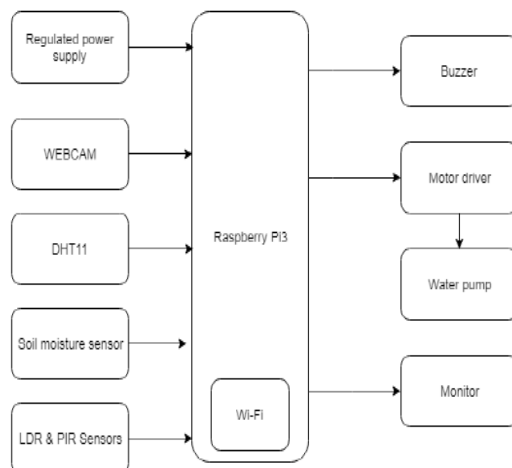 Regulated power
supply
WEBCAM
DHT11
Soil moisture sensor
LDR & PIR Sensors
Raspberry PI3
Wi-Fi
Buzzer
Motor driver
Water pump
Monitor